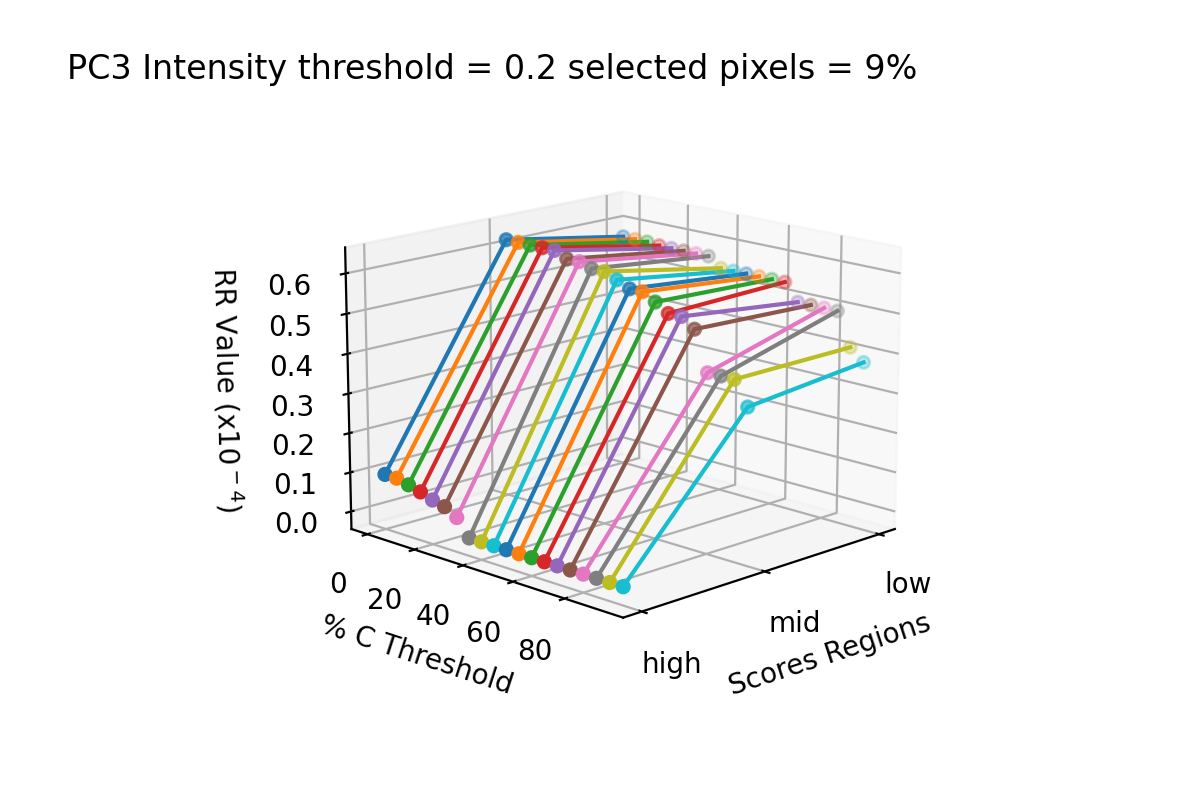 PC3 Intensity threshold = 0.2 selected pixels = 9%
RR Value (x10⁻⁴)
0.6
0.5
0.4
0.3
0.2
0.1
0.0
0
20
40
60
80
% C Threshold
high
mid
low
Scores Regions